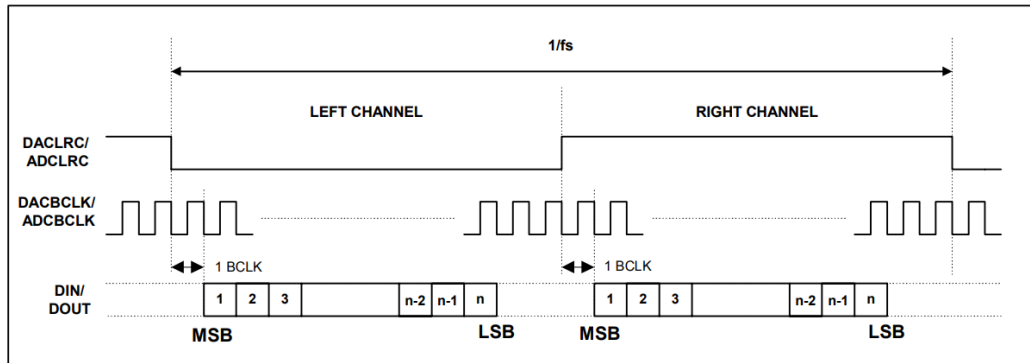 1/fs
LEFT CHANNEL RIGHT CHANNEL
DACLRC/
ADCLRC
DACBCLK/
ADCBCLK
1 BCLK 1 BCLK
DIN/
DOUT
1 2 3 n-2 n-1 n 1 2 3 n-2 n-1 n
MSB LSB MSB LSB